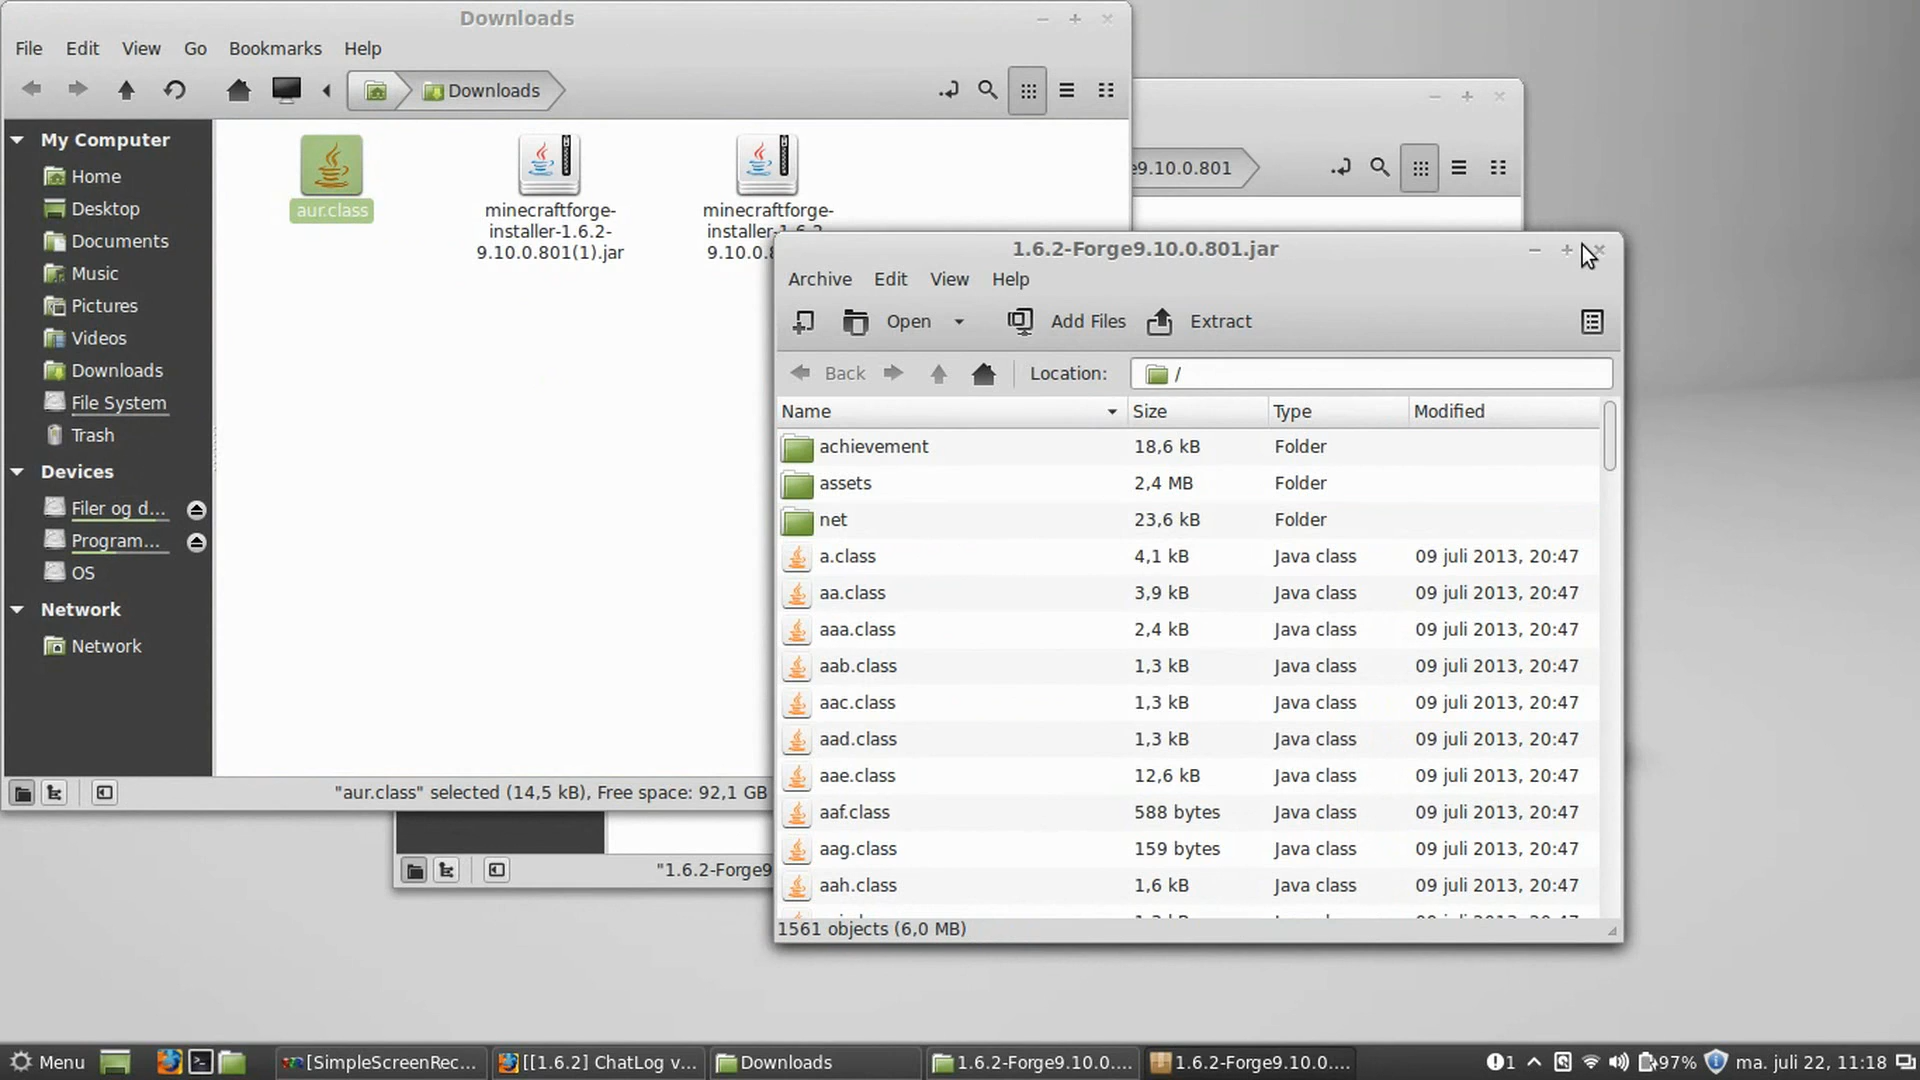 Downloads
File Edit View Go Bookmarks Help
Downloads
My Computer
Home
Desktop
Documents
Music
Pictures
Videos
Downloads
File System
Trash
Devices
Filer og d...
Program...
OS
Network
Network
aur.class
minecraftforge-
installer-1.6.2-
9.10.0.801(1).jar
minecraftforge-
"aur.class" selected (14,5 kB), Free space: 92,1 GB
e9.10.0.801
"1.6.2-Forge9
1.6.2-Forge9.10.0.801.jar
Archive Edit View Help
Open Add Files Extract
Back Location: /
Name Size Type Modified
achievement 18,6 kB Folder
assets 2,4 MB Folder
net 23,6 kB Folder
a.class 4,1 kB Java class 09 juli 2013, 20:47
aa.class 3,9 kB Java class 09 juli 2013, 20:47
aaa.class 2,4 kB Java class 09 juli 2013, 20:47
aab.class 1,3 kB Java class 09 juli 2013, 20:47
aac.class 1,3 kB Java class 09 juli 2013, 20:47
aad.class 1,3 kB Java class 09 juli 2013, 20:47
aae.class 12,6 kB Java class 09 juli 2013, 20:47
aaf.class 588 bytes Java class 09 juli 2013, 20:47
aag.class 159 bytes Java class 09 juli 2013, 20:47
aah.class 1,6 kB Java class 09 juli 2013, 20:47
1561 objects (6,0 MB)
Menu [SimpleScreenRec... [[1.6.2] ChatLog v... Downloads 1.6.2-Forge9.10.0.... 1.6.2-Forge9.10.0.... 1 97% ma. juli 22, 11:18